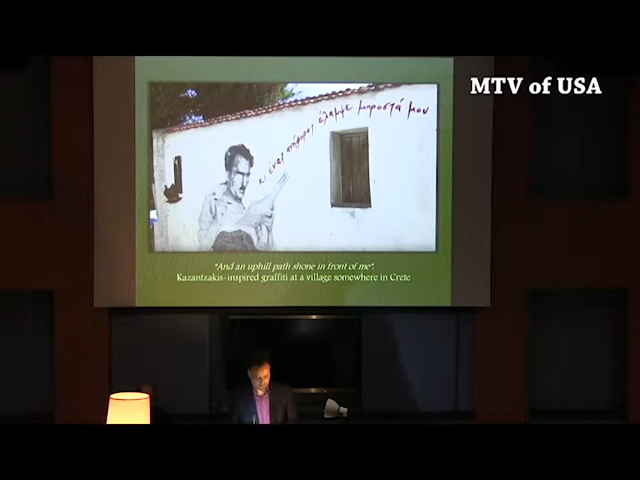 MTV of USA
κι ένας ανήφορος έλαμψε μπροστά μου
"And an uphill path shone in front of me".
Kazantzakis-inspired graffiti at a village somewhere in Crete